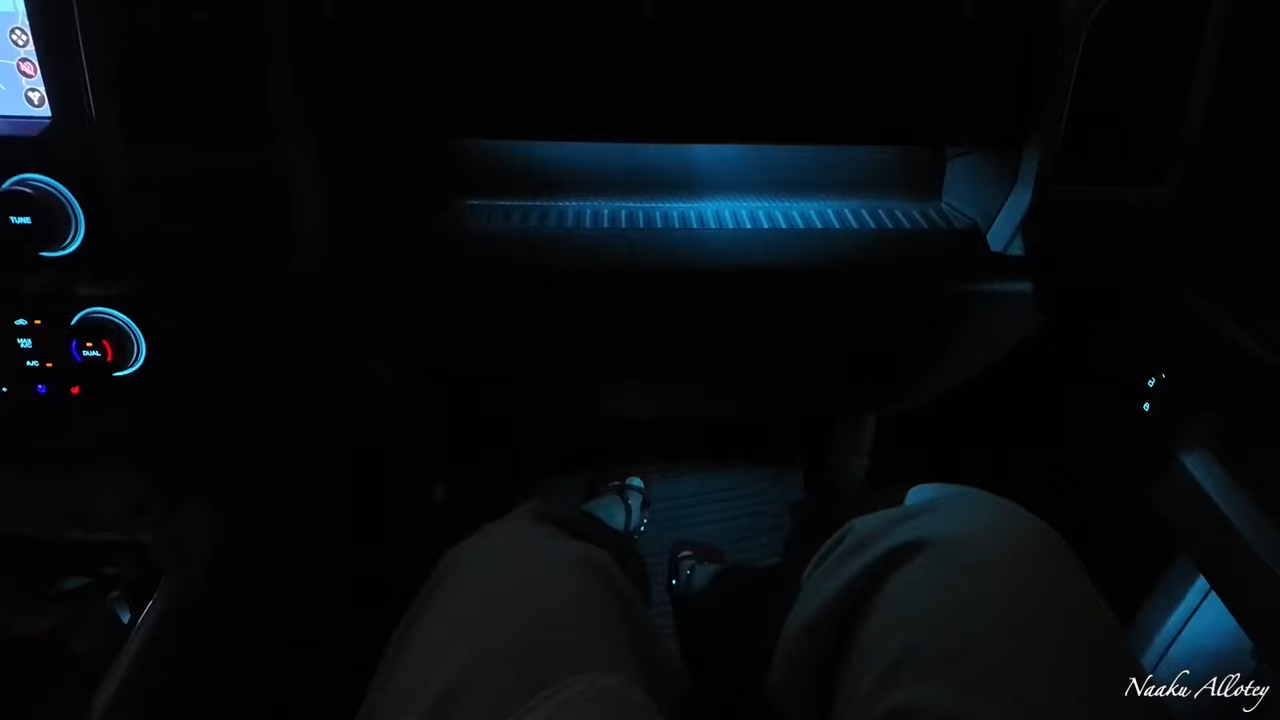 TUNE
MAX
A/C
DUAL
A/C
Naaku Allotey